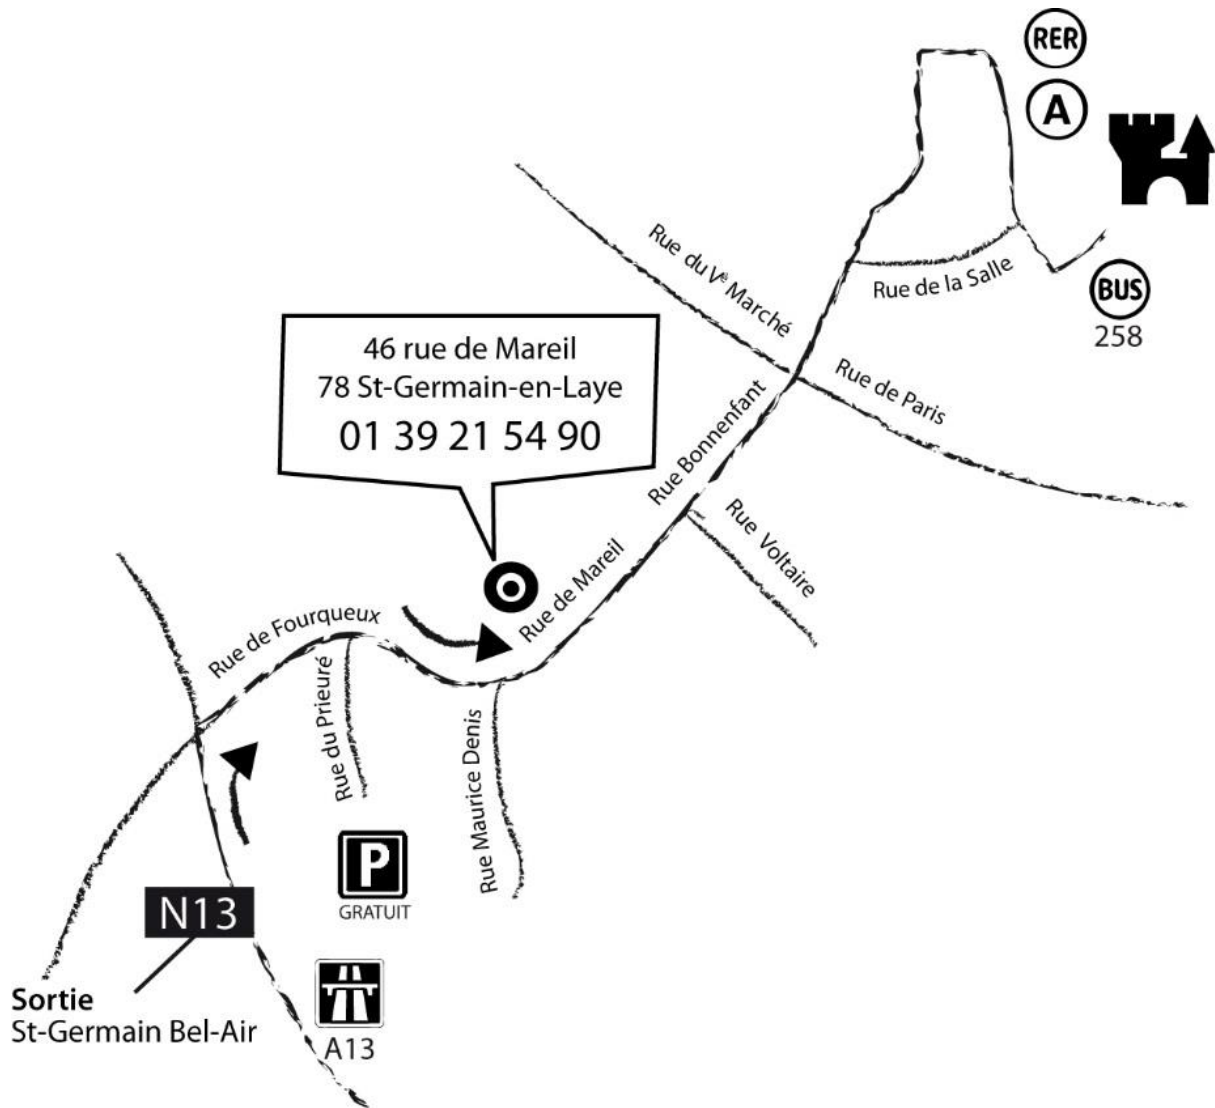 RER
A
Rue du Vᵉ Marché
Rue de la Salle
BUS
258
46 rue de Mareil
78 St-Germain-en-Laye
01 39 21 54 90
Rue de Paris
Rue Bonnenfant
Rue Voltaire
Rue de Mareil
Rue de Fourqueux
Rue du Prieuré
Rue Maurice Denis
P
GRATUIT
N13
Sortie
St-Germain Bel-Air
A13